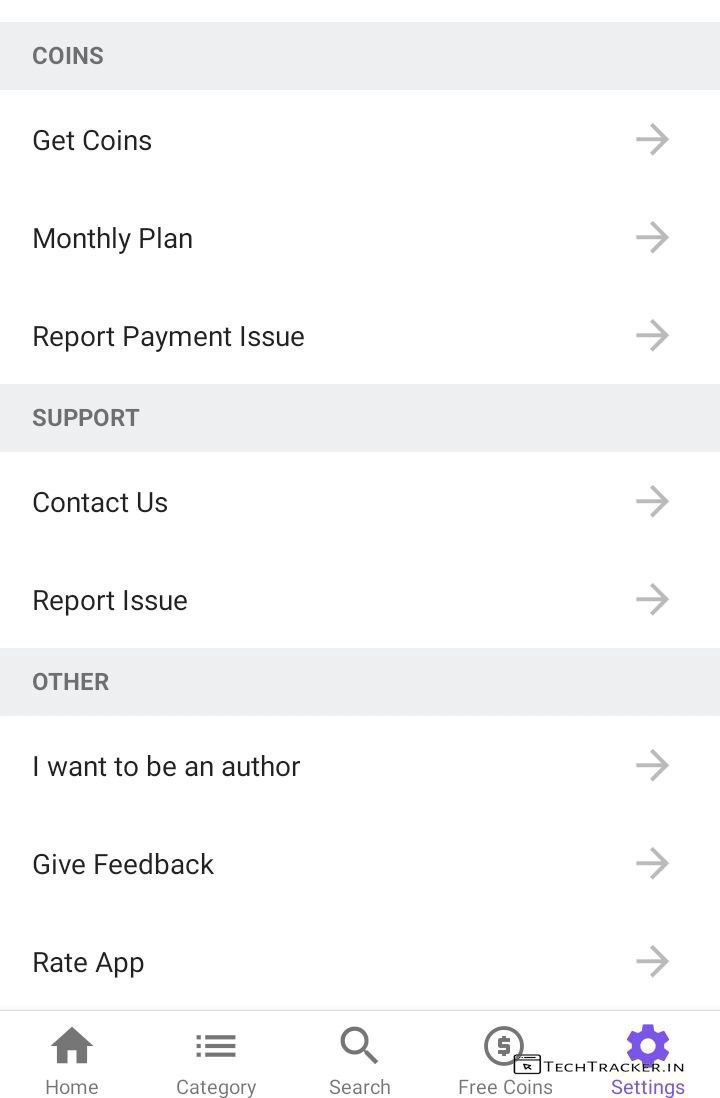 COINS
Get Coins
Monthly Plan
Report Payment Issue
SUPPORT
Contact Us
Report Issue
OTHER
I want to be an author
Give Feedback
Rate App
TECHTRACKER.IN
Home Category Search Free Coins Settings